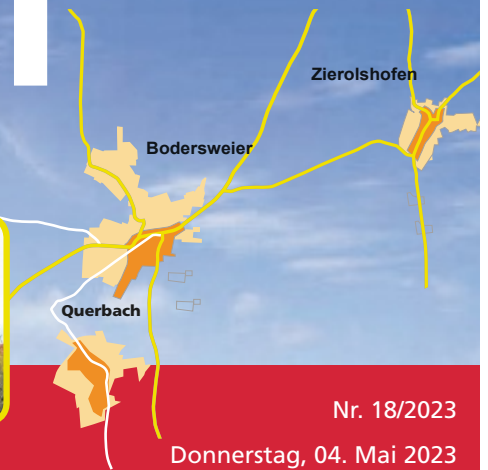 Zierolshofen
Bodersweier
Querbach
Nr. 18/2023
Donnerstag, 04. Mai 2023